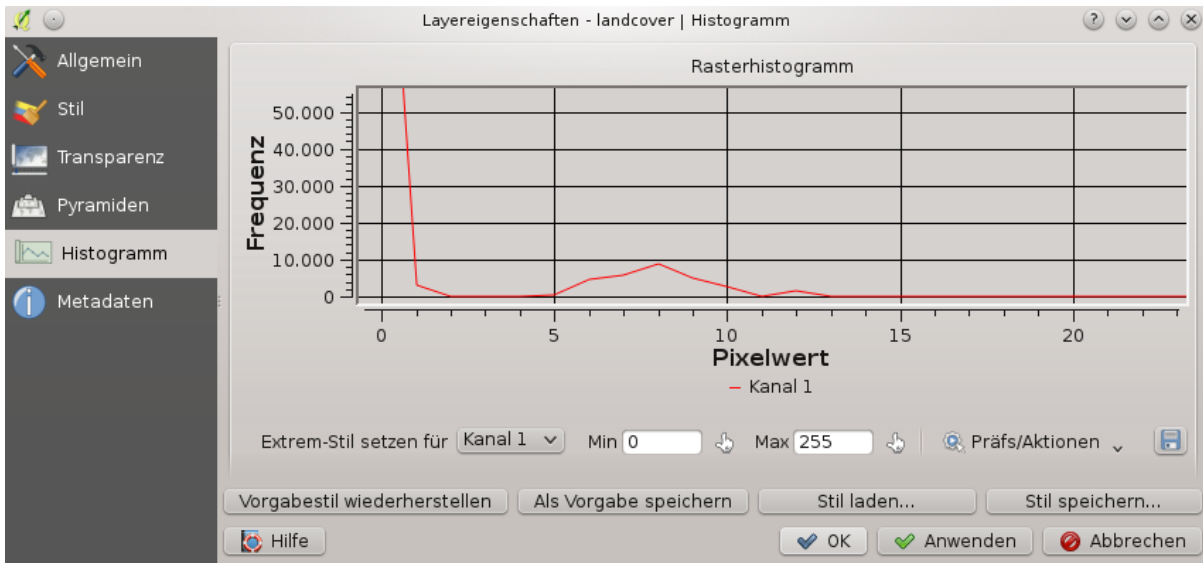 Layereigenschaften - landcover | Histogramm
Allgemein
Stil
Transparenz
Pyramiden
Histogramm
Metadaten
Rasterhistogramm
Frequenz
50.000
40.000
30.000
20.000
10.000
0
0 5 10 15 20
Pixelwert
Kanal 1
Extrem-Stil setzen für Kanal 1 Min 0 Max 255 Präfs/Aktionen
Vorgabestil wiederherstellen Als Vorgabe speichern Stil laden... Stil speichern...
Hilfe OK Anwenden Abbrechen